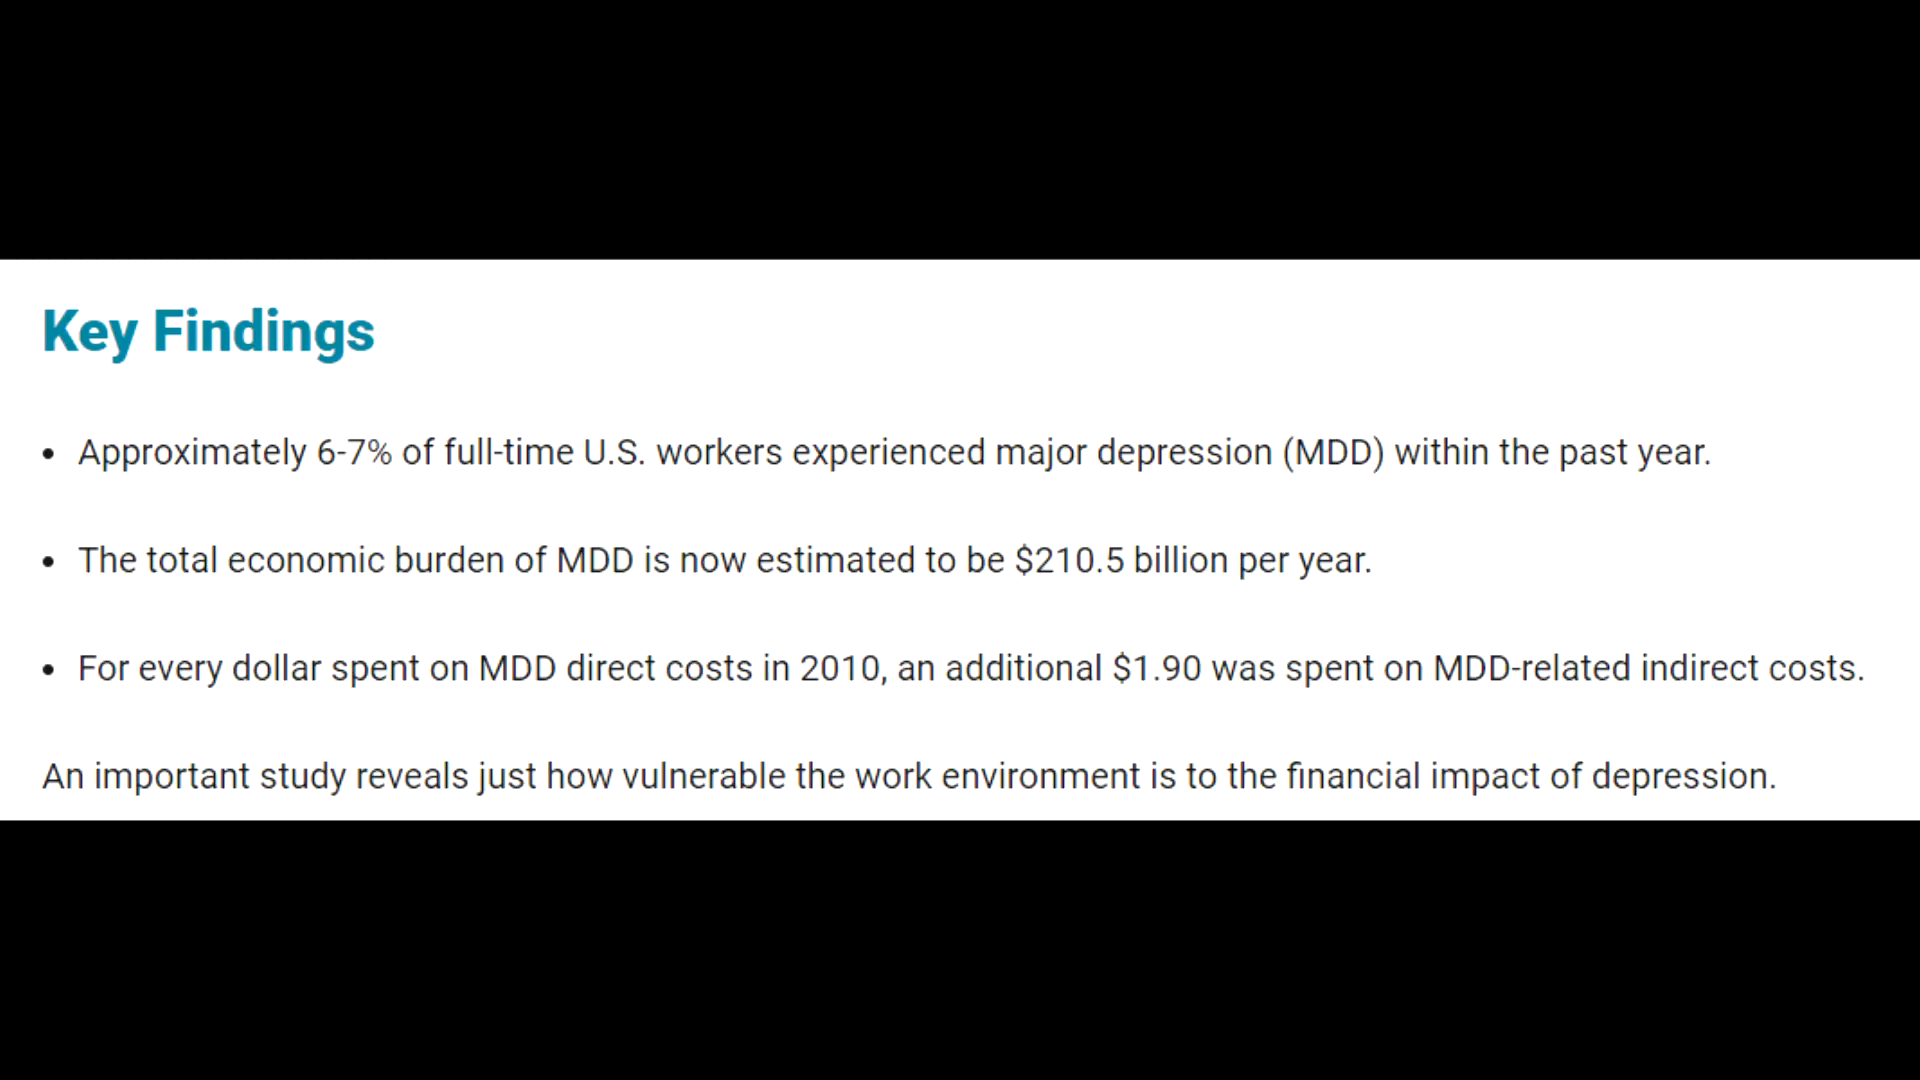 Key Findings
• Approximately 6-7% of full-time U.S. workers experienced major depression (MDD) within the past year.
• The total economic burden of MDD is now estimated to be $210.5 billion per year.
• For every dollar spent on MDD direct costs in 2010, an additional $1.90 was spent on MDD-related indirect costs.
An important study reveals just how vulnerable the work environment is to the financial impact of depression.